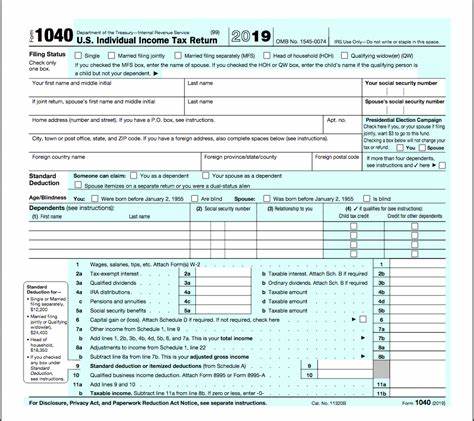 Form 1040 Department of the Treasury—Internal Revenue Service (99) U.S. Individual Income Tax Return 2019 OMB No. 1545-0074 IRS Use Only—Do not write or staple in this space.
Filing Status Single Married filing jointly Married filing separately (MFS) Head of household (HOH) Qualifying widow(er) (QW)
Check only one box. If you checked the MFS box, enter the name of spouse. If you checked the HOH or QW box, enter the child's name if the qualifying person is
a child but not your dependent.
Your first name and middle initial Last name Your social security number
If joint return, spouse's first name and middle initial Last name Spouse's social security number
Home address (number and street). If you have a P.O. box, see instructions. Apt. no. Presidential Election Campaign
Check here if you, or your spouse if filing jointly, want $3 to go to this fund. Checking a box below will not change your tax or refund. You Spouse
City, town or post office, state, and ZIP code. If you have a foreign address, also complete spaces below (see instructions).
Foreign country name Foreign province/state/county Foreign postal code If more than four dependents, see instructions and ✓ here
Standard Deduction Someone can claim: You as a dependent Your spouse as a dependent
Spouse itemizes on a separate return or you were a dual-status alien
Age/Blindness You: Were born before January 2, 1955 Are blind Spouse: Was born before January 2, 1955 Is blind
Dependents (see instructions): (2) Social security number (3) Relationship to you (4) ✓ if qualifies for (see instructions):
(1) First name Last name Child tax credit Credit for other dependents
1 Wages, salaries, tips, etc. Attach Form(s) W-2 1
2a Tax-exempt interest 2a b Taxable interest. Attach Sch. B if required 2b
3a Qualified dividends 3a b Ordinary dividends. Attach Sch. B if required 3b
4a IRA distributions 4a b Taxable amount 4b
c Pensions and annuities 4c d Taxable amount 4d
5a Social security benefits 5a b Taxable amount 5b
6 Capital gain or (loss). Attach Schedule D if required. If not required, check here 6
7a Other income from Schedule 1, line 9 7a
b Add lines 1, 2b, 3b, 4b, 4d, 5b, 6, and 7a. This is your total income 7b
8a Adjustments to income from Schedule 1, line 22 8a
b Subtract line 8a from line 7b. This is your adjusted gross income 8b
9 Standard deduction or itemized deductions (from Schedule A) 9
10 Qualified business income deduction. Attach Form 8995 or Form 8995-A 10
11a Add lines 9 and 10 11a
b Taxable income. Subtract line 11a from line 8b. If zero or less, enter -0- 11b
Standard
Deduction for—
• Single or Married
filing separately,
$12,200
• Married filing
jointly or Qualifying
widow(er),
$24,400
• Head of
household,
$18,350
• If you checked
any box under
Standard
Deduction,
see instructions.
For Disclosure, Privacy Act, and Paperwork Reduction Act Notice, see separate instructions. Cat. No. 11320B Form 1040 (2019)